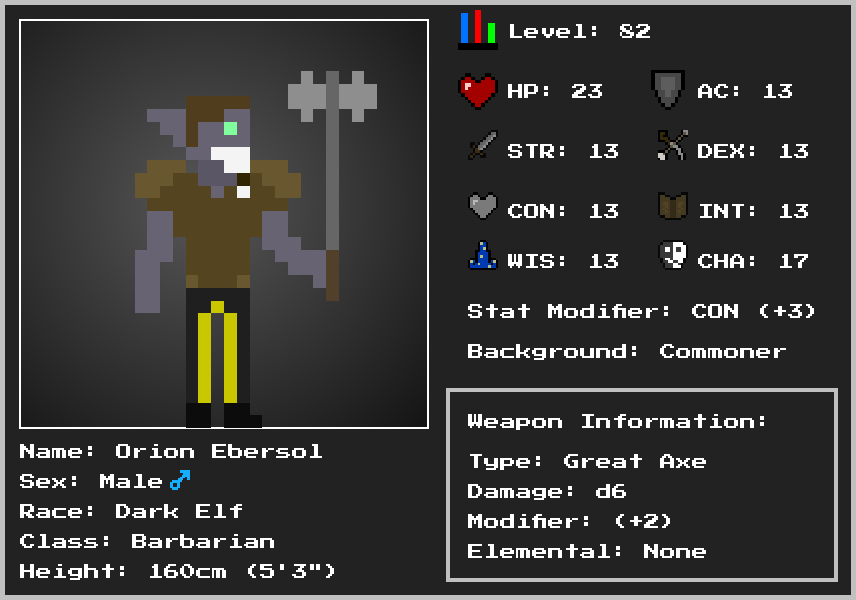 Level: 82
HP: 23 AC: 13
STR: 13 DEX: 13
CON: 13 INT: 13
WIS: 13 CHA: 17
Stat Modifier: CON (+3)
Background: Commoner
Weapon Information:
Type: Great Axe
Damage: d6
Modifier: (+2)
Elemental: None
Name: Orion Ebersol
Sex: Male♂
Race: Dark Elf
Class: Barbarian
Height: 160cm (5'3")